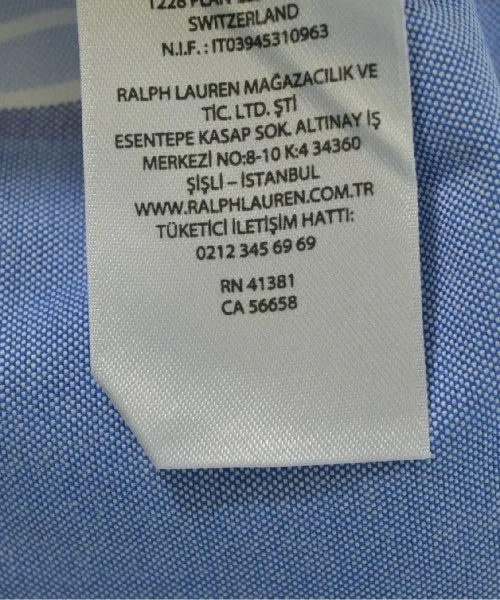 SWITZERLAND
N.I.F. : IT03945310963
RALPH LAUREN MAĞAZACILIK VE
TİC. LTD. ŞTİ
ESENTEPE KASAP SOK. ALTINAY İŞ
MERKEZİ NO:8-10 K:4 34360
ŞİŞLİ – İSTANBUL
WWW.RALPHLAUREN.COM.TR
TÜKETİCİ İLETİŞİM HATTI:
0212 345 69 69
RN 41381
CA 56658